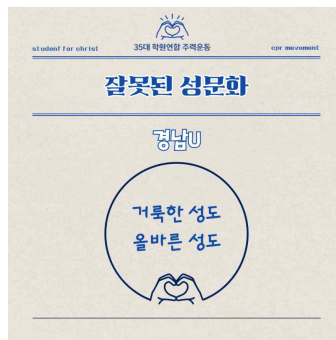 student for christ
35대 학원연합 주력운동
cpr movement
잘못된 성문화
경남U
거룩한 성도
올바른 성도